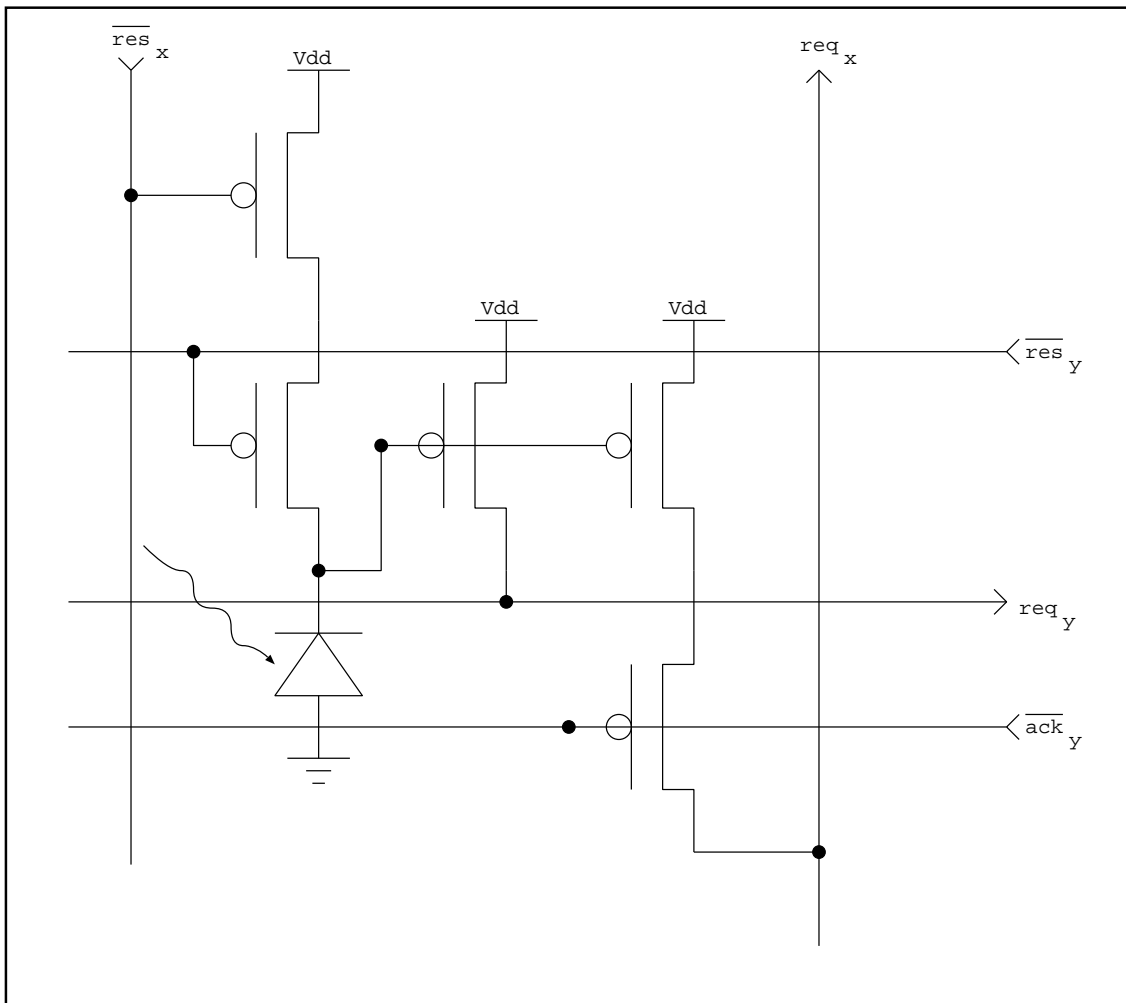 res x
Vdd
req x
Vdd
Vdd
res y
req y
ack y